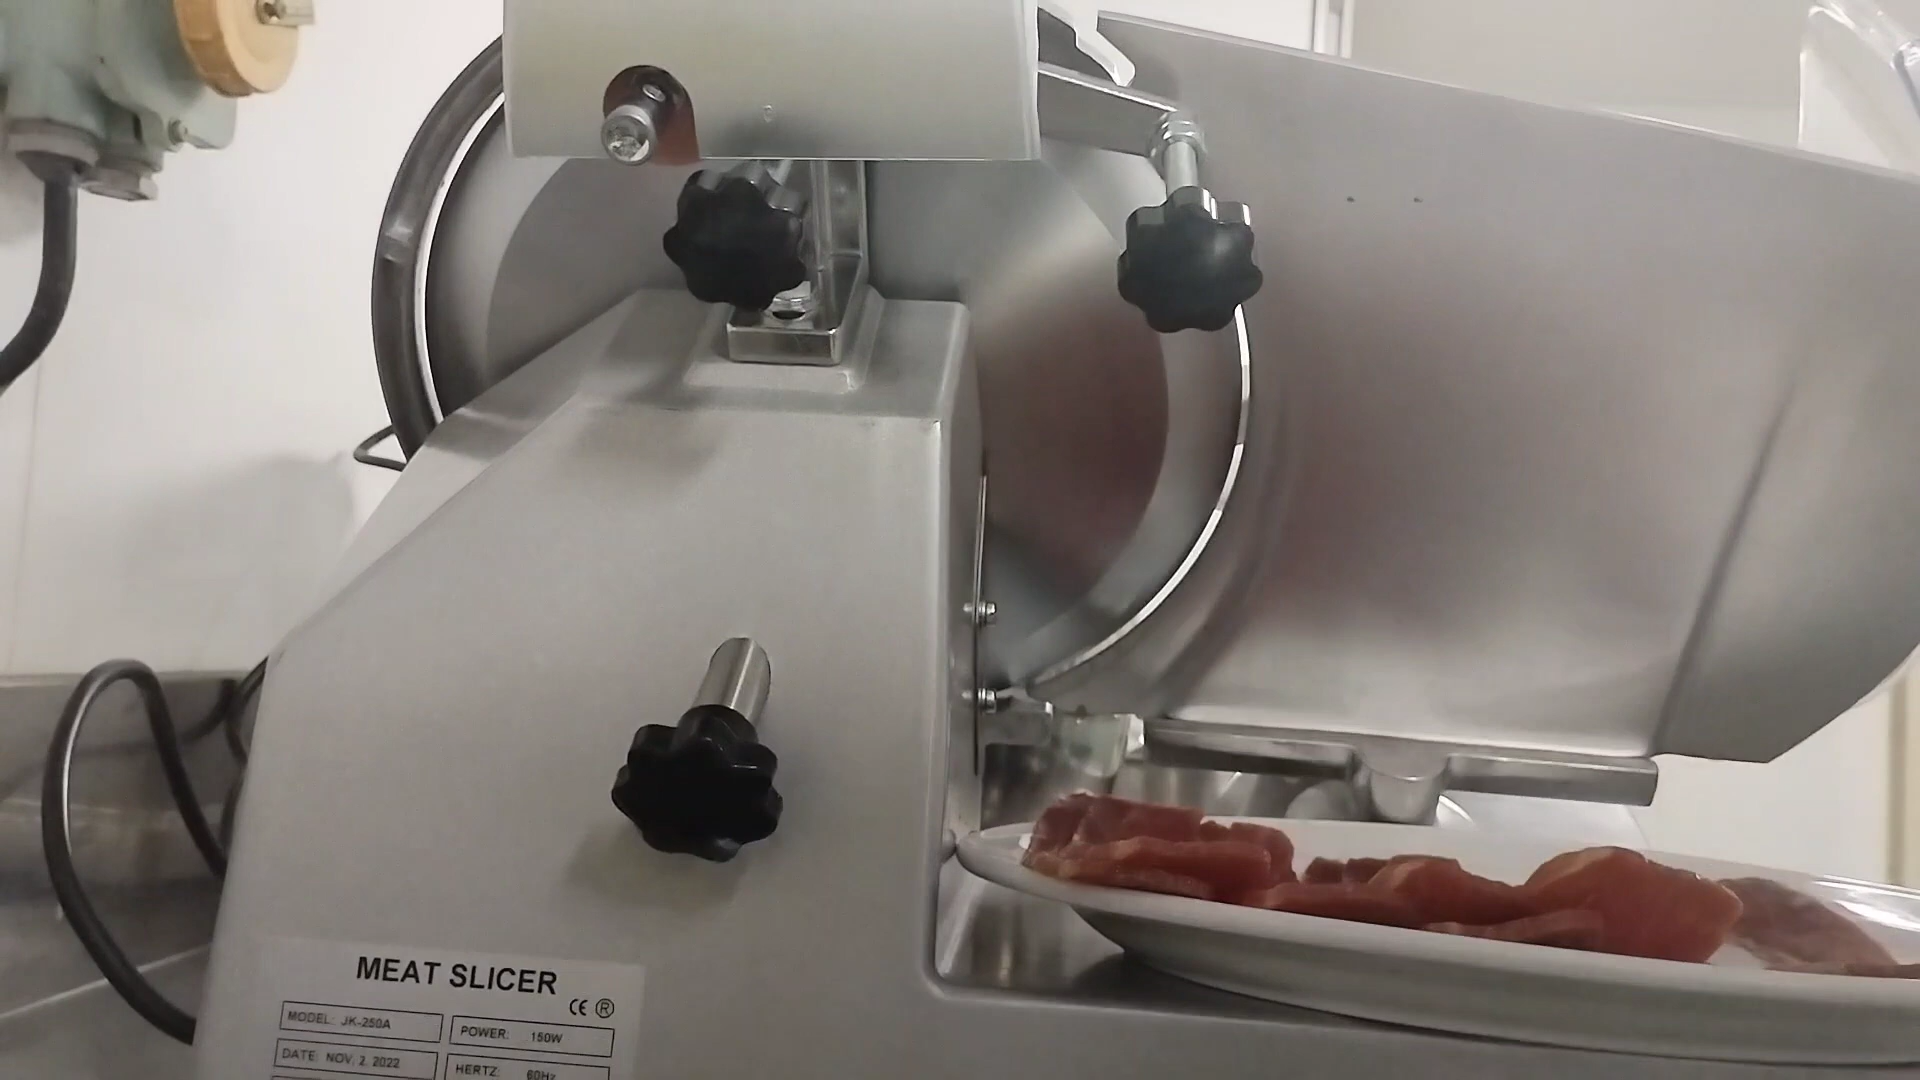 MEAT SLICER
CE ®
MODEL: JK-250A
POWER: 150W
DATE: NOV. 2. 2022
HERTZ: 60Hz